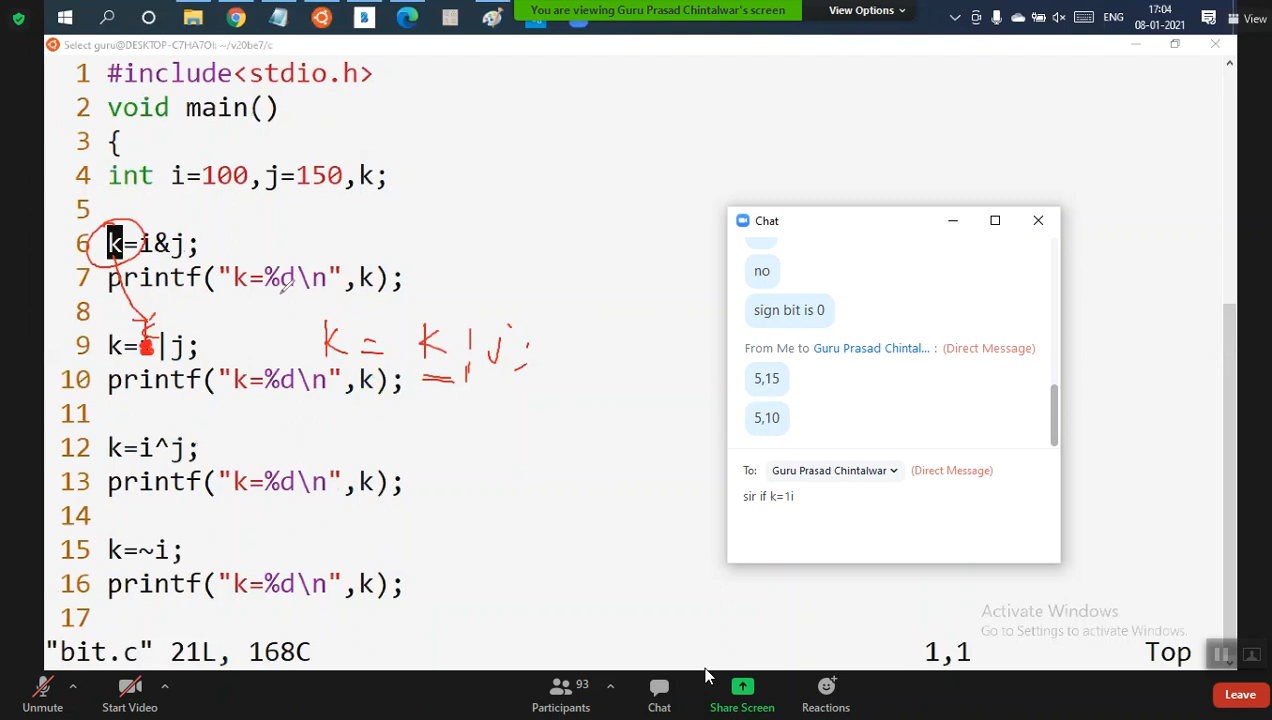 You are viewing Guru Prasad Chintalwar's screen
View Options
ENG
17:04
08-01-2021
View
Select guru@DESKTOP-C7HA7OI: ~/v20be7/c
1 #include<stdio.h>
2 void main()
3 {
4 int i=100,j=150,k;
5
6 k=i&j;
7 printf("k=%d\n",k);
8
9 k= |j;
k = k | j;
10 printf("k=%d\n",k);
11
12 k=i^j;
13 printf("k=%d\n",k);
14
15 k=~i;
16 printf("k=%d\n",k);
17
"bit.c" 21L, 168C 1,1 Top
Chat
no
sign bit is 0
From Me to Guru Prasad Chintal... : (Direct Message)
5,15
5,10
To: Guru Prasad Chintalwar (Direct Message)
sir if k=1i
Activate Windows
Go to Settings to activate Windows.
Unmute
Start Video
93
Participants
Chat
Share Screen
Reactions
Leave